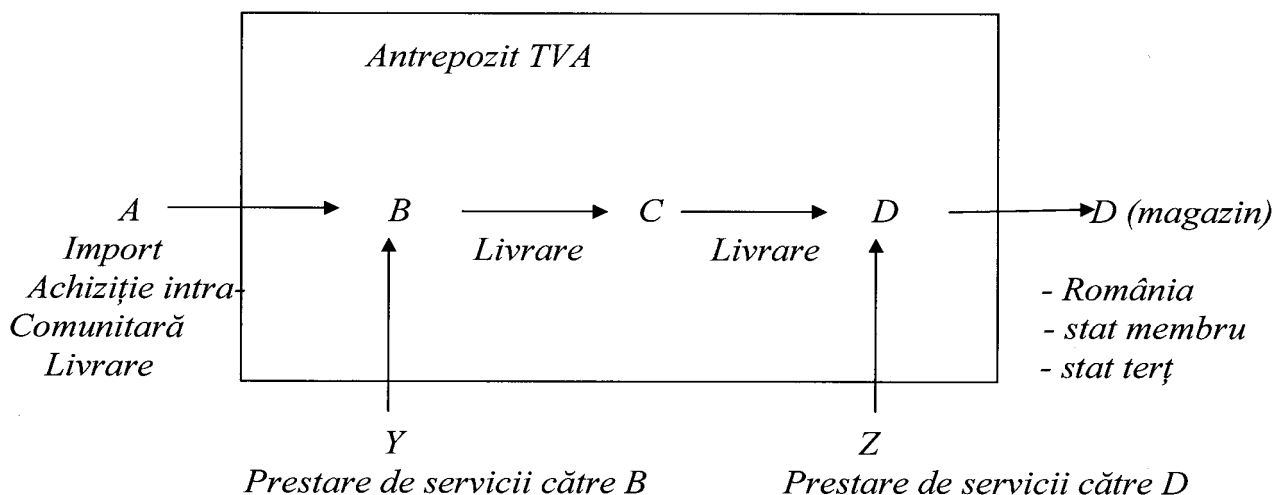 Antrepozit TVA
A B C D D (magazin)
Import Livrare Livrare
Achiziție intra-
Comunitară
Livrare
- România
- stat membru
- stat terț
Y Z
Prestare de servicii către B Prestare de servicii către D